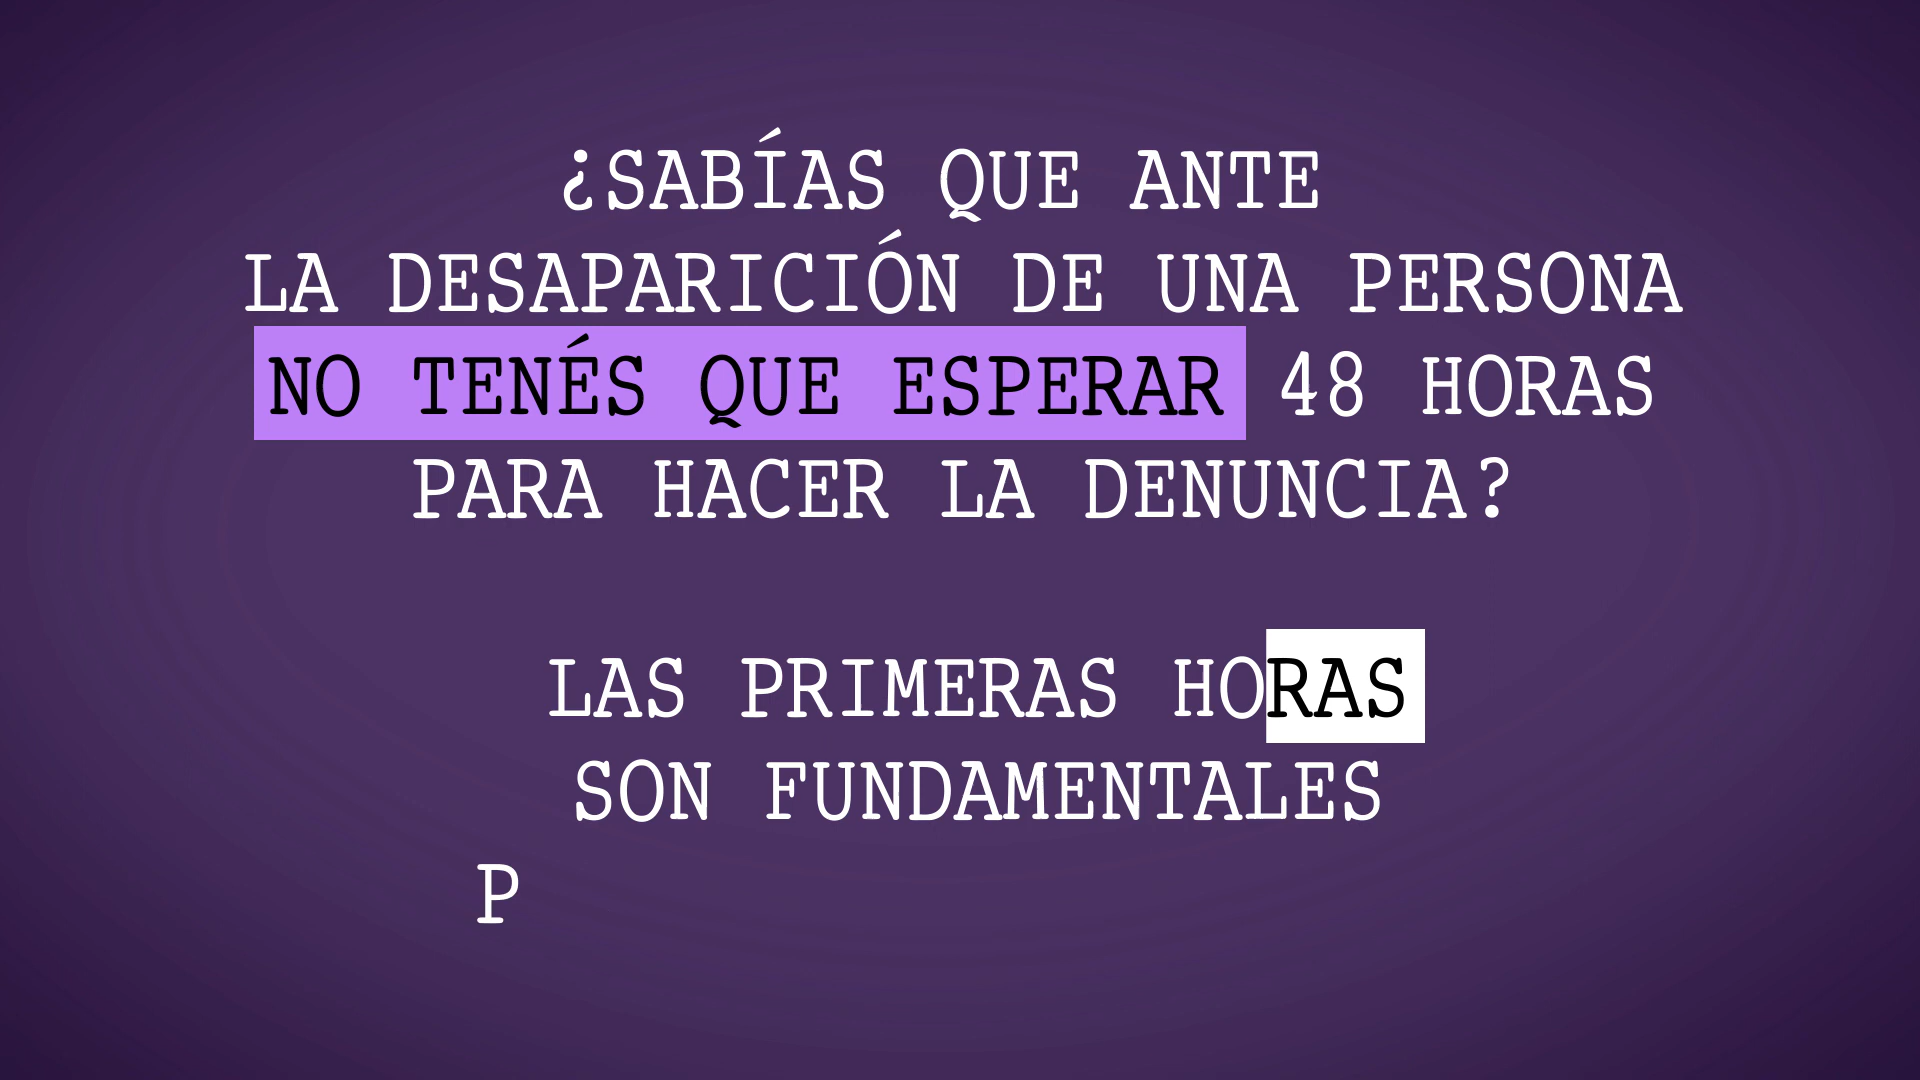 ¿SABÍAS QUE ANTE
LA DESAPARICIÓN DE UNA PERSONA
NO TENÉS QUE ESPERAR 48 HORAS
PARA HACER LA DENUNCIA?
LAS PRIMERAS HORAS
SON FUNDAMENTALES
P